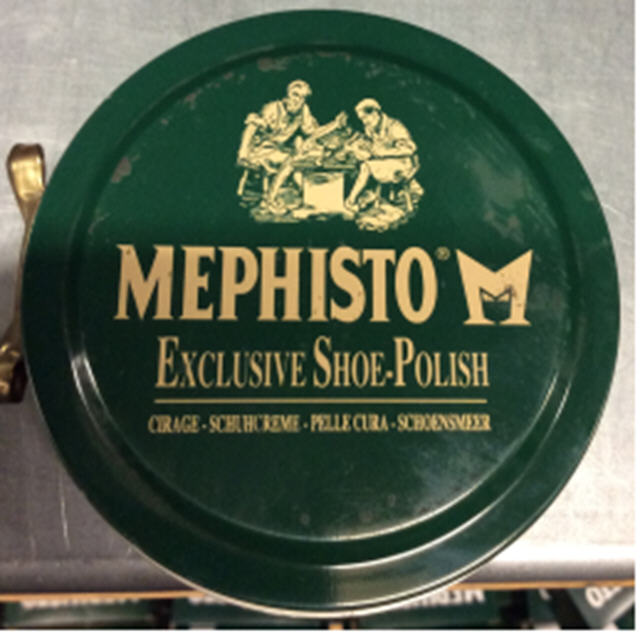 MEPHISTO® M
EXCLUSIVE SHOE-POLISH
CIRAGE - SCHUHCREME - PELLE CURA - SCHOENSMEER